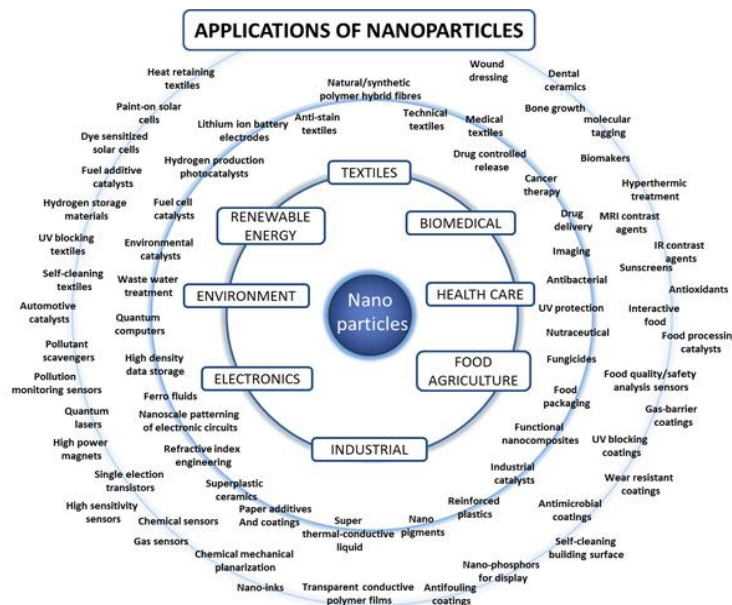 APPLICATIONS OF NANOPARTICLES
Wound
dressing
Dental
ceramics
Heat retaining
textiles
Natural/synthetic
polymer hybrid fibres
Bone growth
molecular
tagging
Paint-on solar
cells
Lithium ion battery
electrodes
Anti-stain
textiles
Technical
textiles
Medical
textiles
Dye sensitized
solar cells
Biomakers
Hydrogen production
photocatalysts
Drug controlled
release
Fuel additive
catalysts
TEXTILES
Cancer
therapy
Hyperthermic
treatment
Hydrogen storage
materials
Fuel cell
catalysts
RENEWABLE
ENERGY
BIOMEDICAL
Drug
delivery
MRI contrast
agents
UV blocking
textiles
Environmental
catalysts
Imaging
IR contrast
agents
Sunscreens
Self-cleaning
textiles
Waste water
treatment
ENVIRONMENT
Nano
particles
HEALTH CARE
Antibacterial
Antioxidants
Automotive
catalysts
Quantum
computers
UV protection
Interactive
food
Nutraceutical
Food processing
catalysts
Pollutant
scavengers
High density
data storage
FOOD
AGRICULTURE
Fungicides
Pollution
monitoring sensors
ELECTRONICS
Food quality/safety
analysis sensors
Ferro fluids
Food
packaging
Quantum
lasers
Nanoscale patterning
of electronic circuits
Gas-barrier
coatings
High power
magnets
Refractive index
engineering
INDUSTRIAL
Functional
nanocomposites
UV blocking
coatings
Single election
transistors
Superplastic
ceramics
Industrial
catalysts
Wear resistant
coatings
High sensitivity
sensors
Chemical sensors
Paper additives
And coatings
Super
thermal-conductive
liquid
Nano
pigments
Reinforced
plastics
Antimicrobial
coatings
Gas sensors
Self-cleaning
building surface
Chemical mechanical
planarization
Nano-phosphors
for display
Nano-inks
Transparent conductive
polymer films
Antifouling
coatings